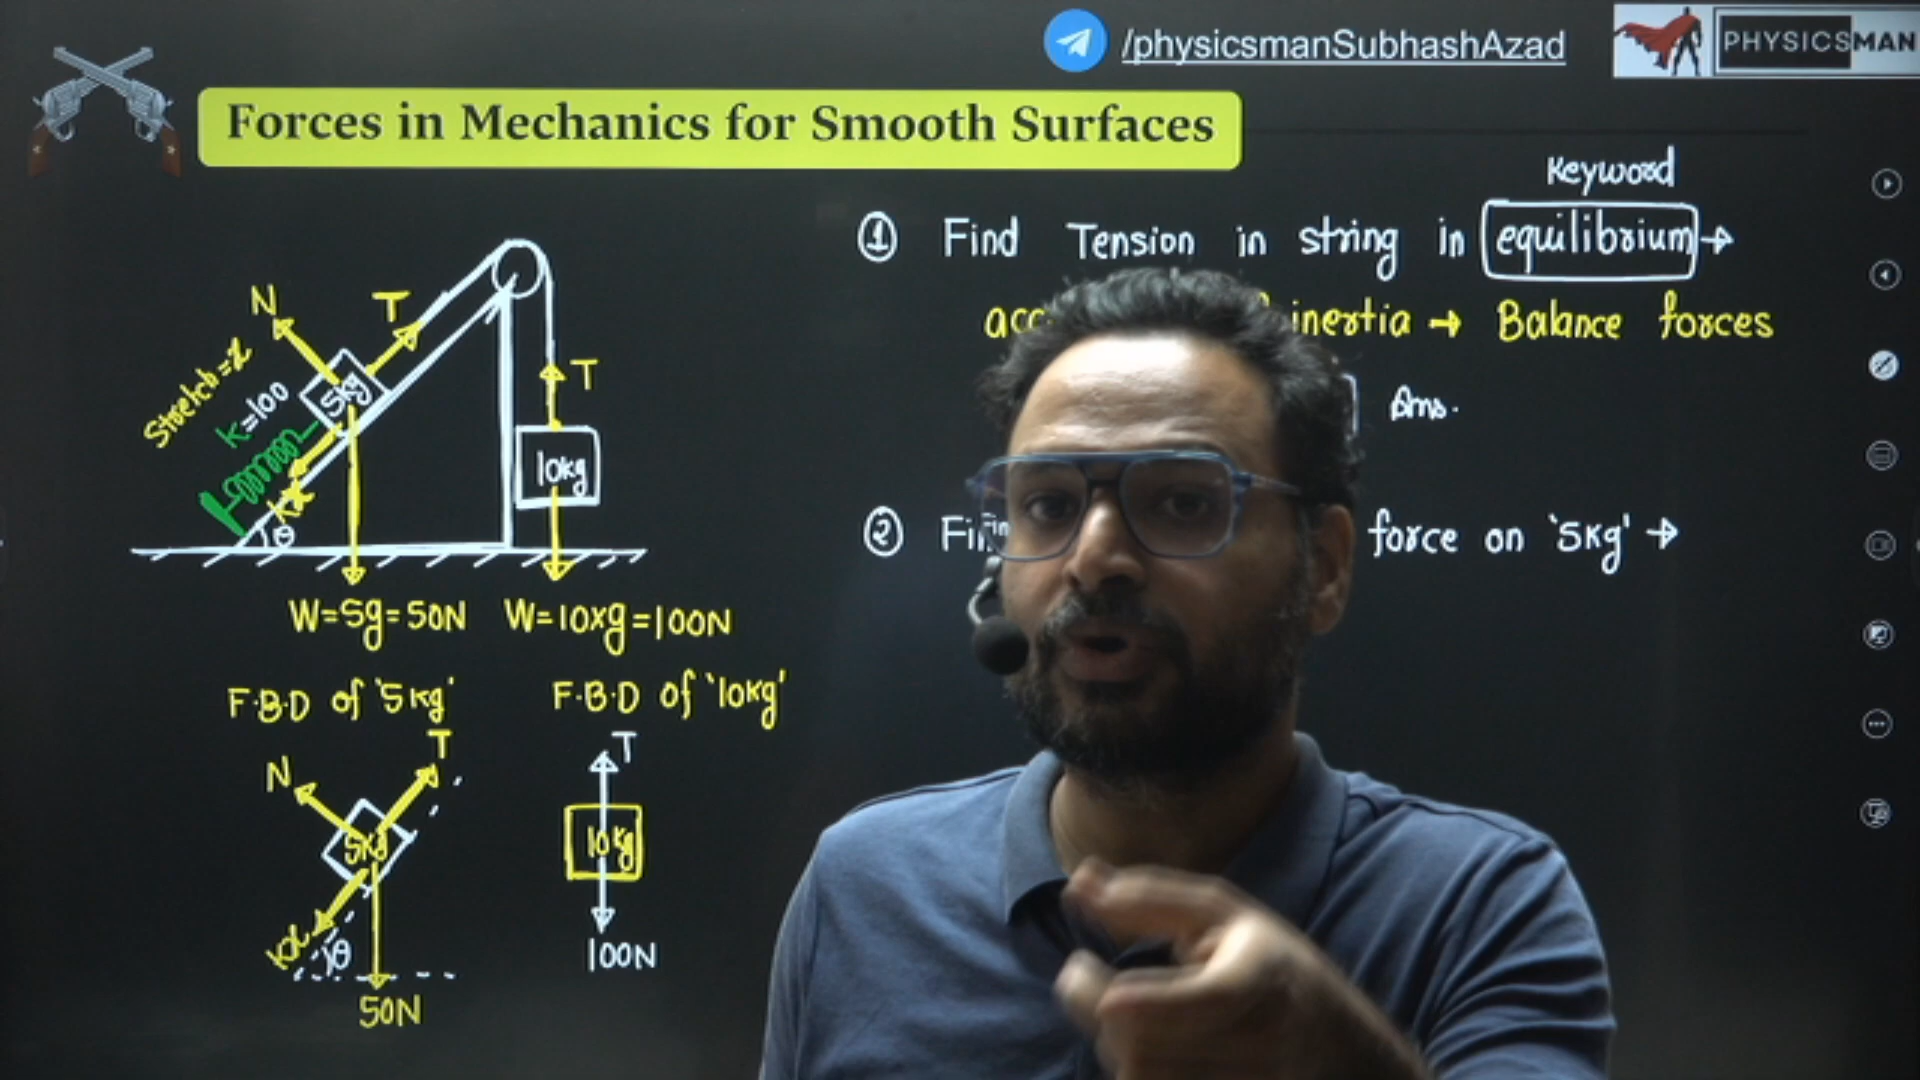 /physicsmanSubhashAzad
PHYSICSMAN
Forces in Mechanics for Smooth Surfaces
Keyword
① Find Tension in string in equilibrium →
inertia → Balance forces
Ans.
② force on '5kg' →
N
T
Stretch=x
K=100
5kg
T
10kg
Kx
θ
W=5g=50N W=10×g=100N
F.B.D of '5kg' F.B.D of '10kg'
T
T
N
5kg
10kg
Kx
θ
100N
50N